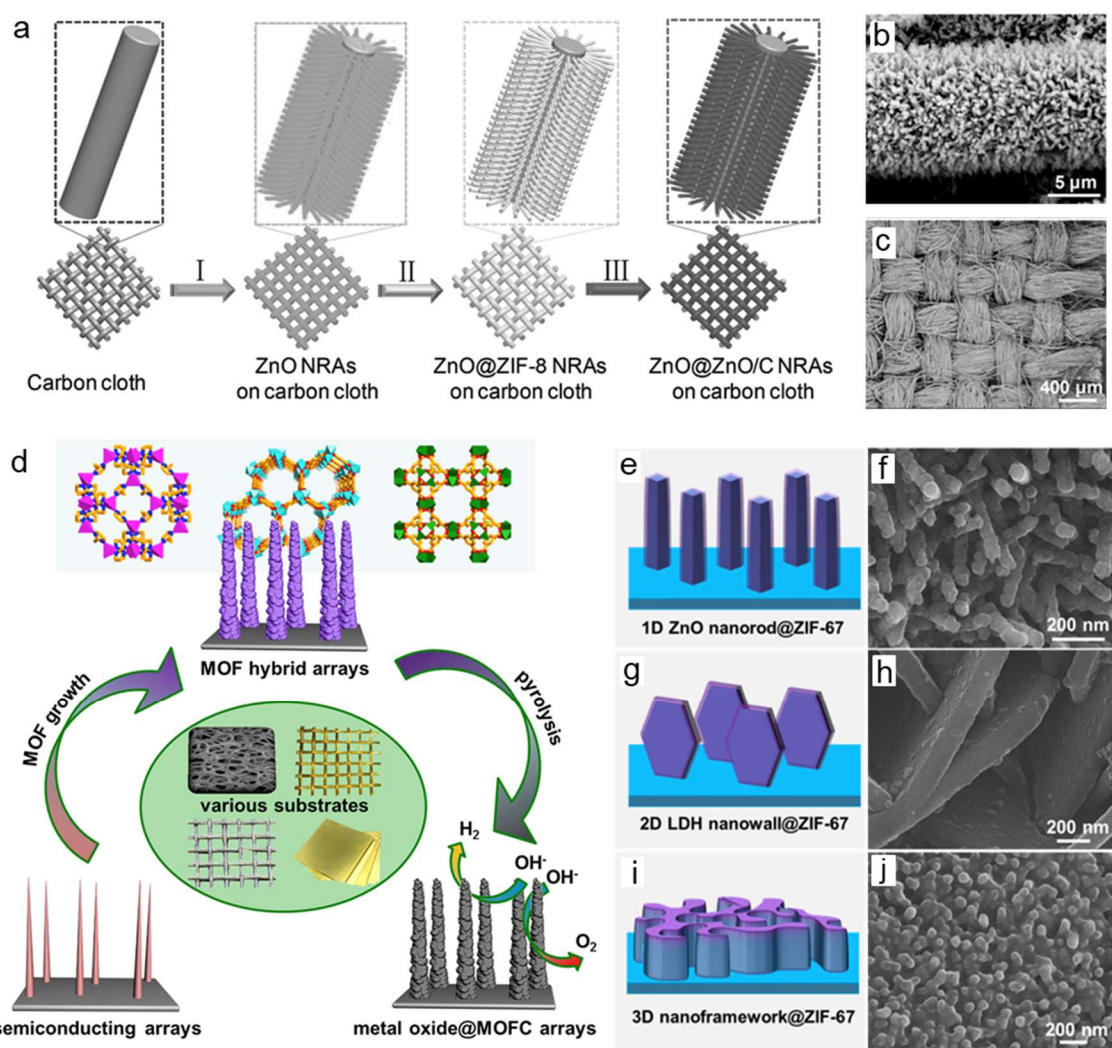 a
b
I
II
III
Carbon cloth
ZnO NRAs
on carbon cloth
ZnO@ZIF-8 NRAs
on carbon cloth
ZnO@ZnO/C NRAs
on carbon cloth
5 μm
c
400 μm
d
MOF hybrid arrays
MOF growth
pyrolysis
various substrates
H2
OH-
OH-
O2
semiconducting arrays
metal oxide@MOFC arrays
e
1D ZnO nanorod@ZIF-67
f
200 nm
g
2D LDH nanowall@ZIF-67
h
200 nm
i
3D nanoframework@ZIF-67
j
200 nm